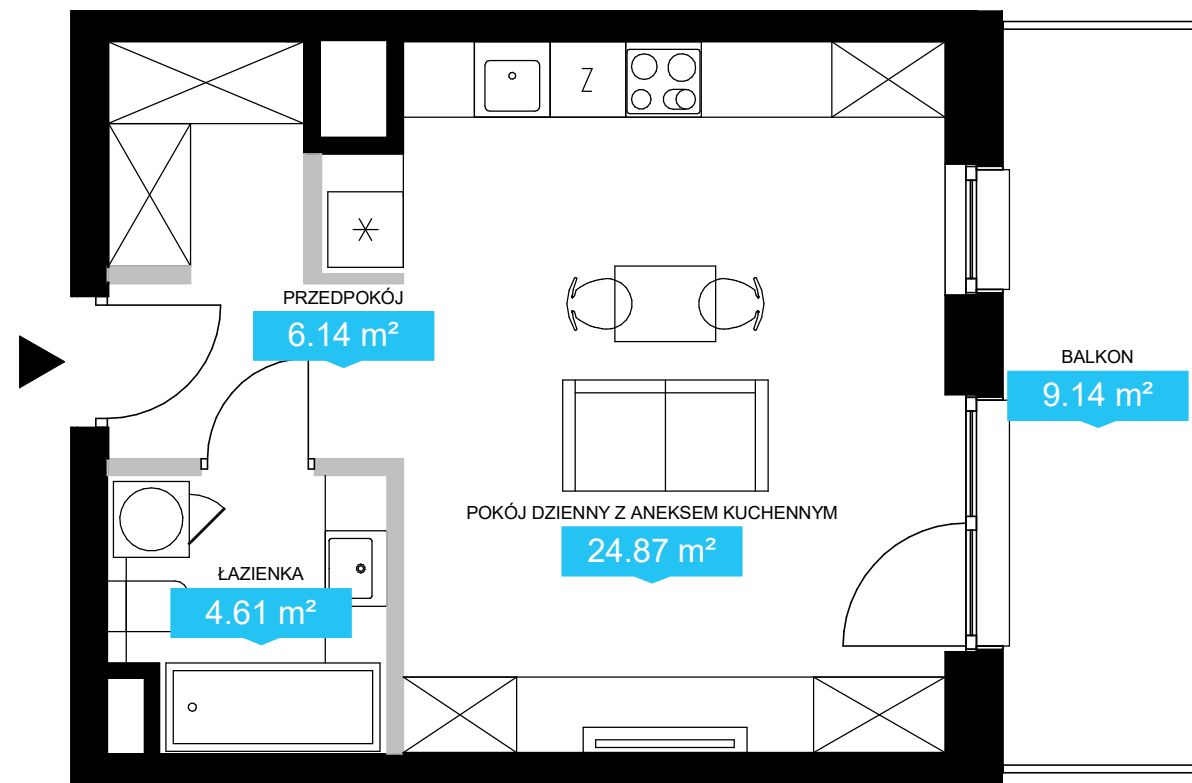 Z
PRZEDPOKÓJ
6.14 m²
BALKON
9.14 m²
POKÓJ DZIENNY Z ANEKSEM KUCHENNYM
24.87 m²
ŁAZIENKA
4.61 m²